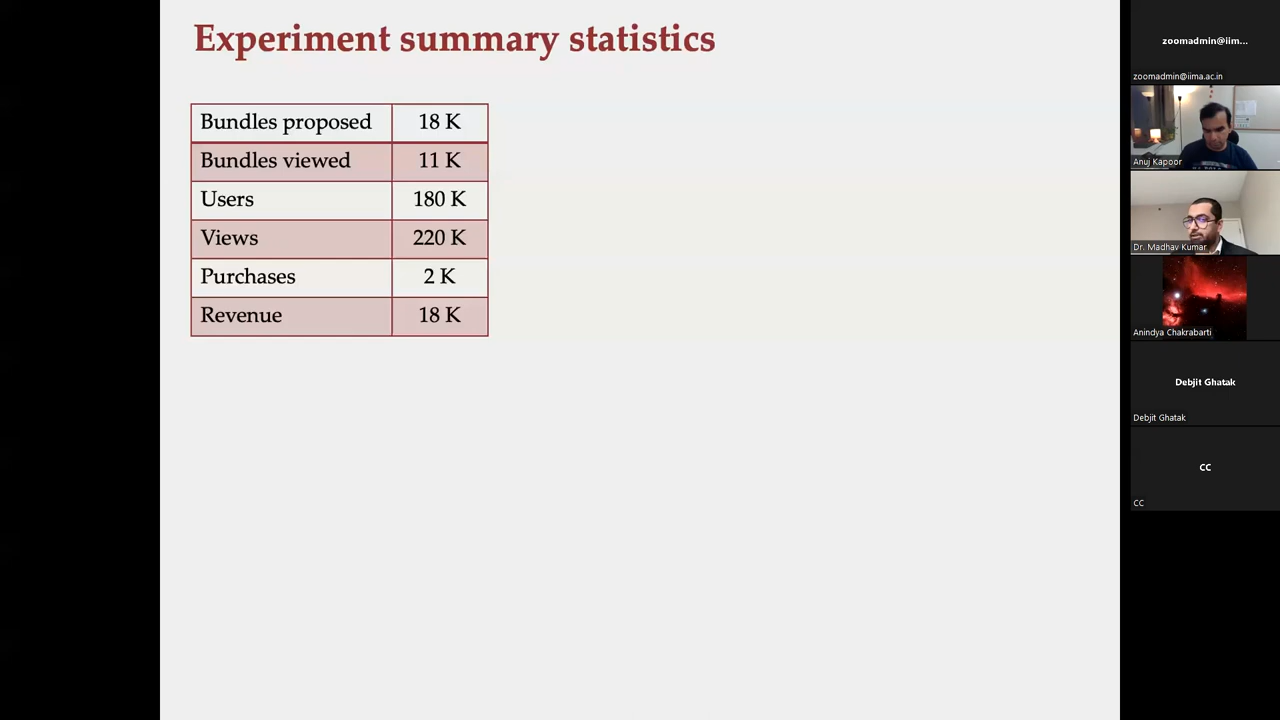 Experiment summary statistics
Bundles proposed 18 K
Bundles viewed 11 K
Users 180 K
Views 220 K
Purchases 2 K
Revenue 18 K
zoomadmin@iim...
zoomadmin@iima.ac.in
Anuj Kapoor
Dr. Madhav Kumar
Anindya Chakrabarti
Debjit Ghatak
Debjit Ghatak
CC
CC